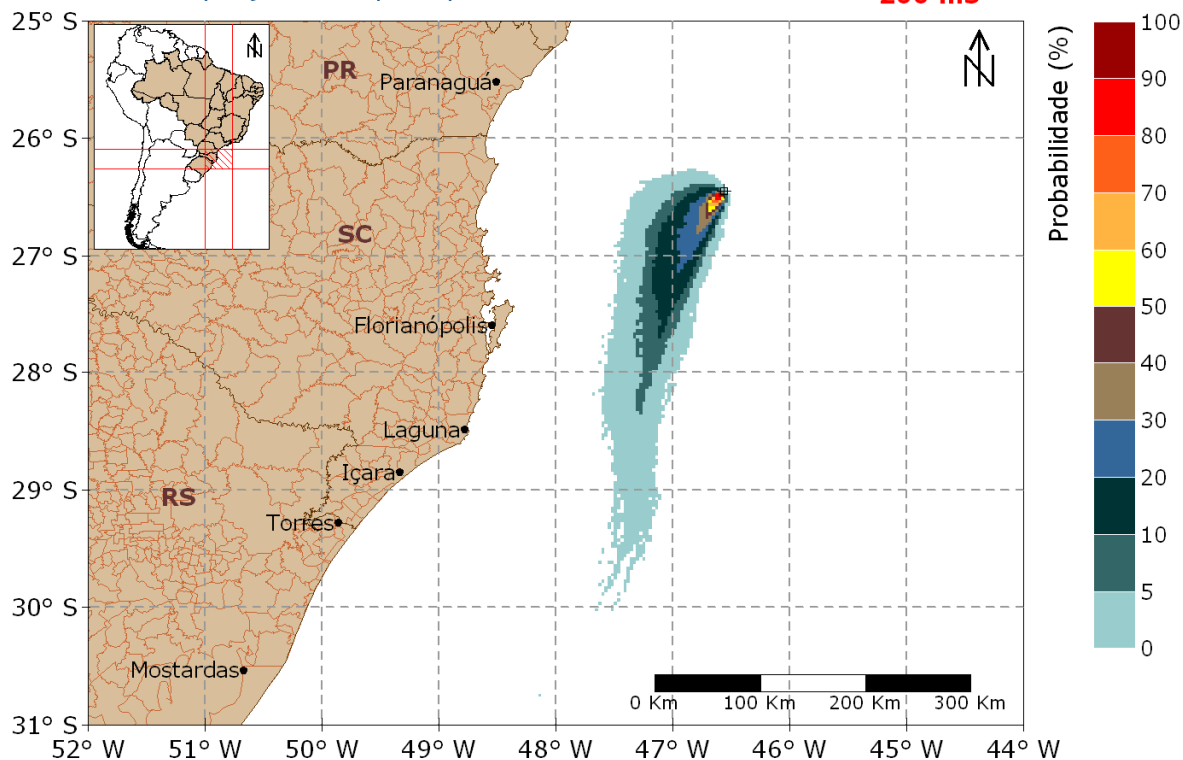 200 m3
25° S
26° S
27° S
28° S
29° S
30° S
31° S
52 W
51° W
50° W
49° W
48° W
47° W
46° W
45° W
44° W
N
N
PR
Paranaguá
SC
Florianópolis
Laguna
Içara
RS
Torres
Mostardas
0 Km
100 Km
200 Km
300 Km
Probabilidade (%)
100
90
80
70
60
50
40
30
20
10
5
0